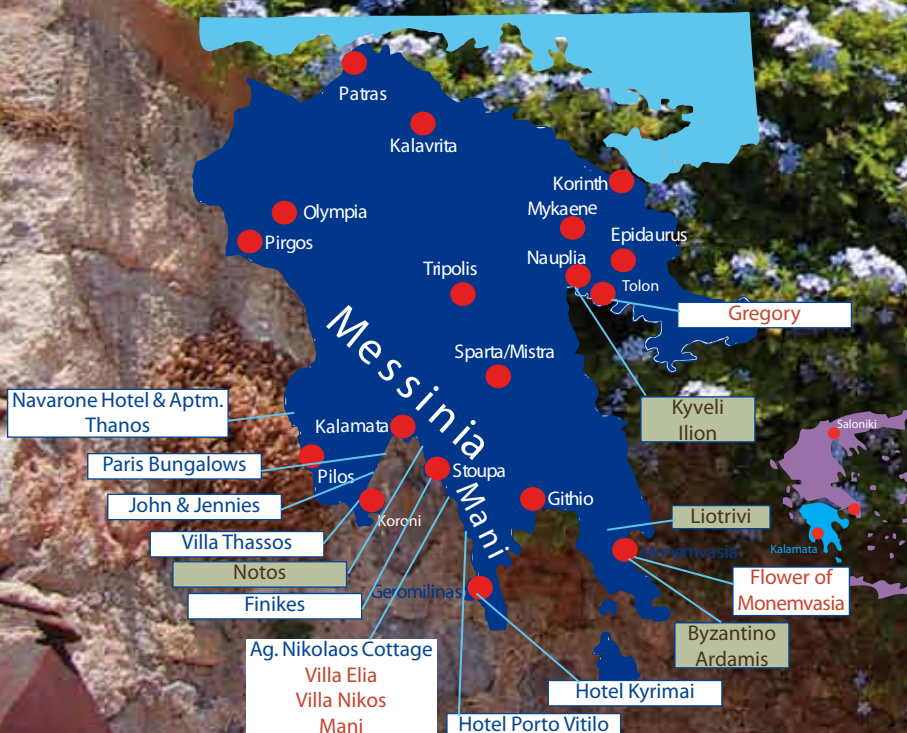 Patras
Kalavrita
Korinth
Mykaene
Olympia
Epidaurus
Pirgos
Nauplia
Tripolis
Tolon
Gregory
Messinia
Sparta/Mistra
Navarone Hotel & Aptm.
Thanos
Kyveli
Ilion
Kalamata
Saloniki
Paris Bungalows
Stoupa
Pilos
Mani
Githio
John & Jennies
Koroni
Liotrivi
Villa Thassos
Monemvasia
Kalamata
Notos
Flower of
Monemvasia
Finikes
Geromilinas
Byzantino
Ardamis
Ag. Nikolaos Cottage
Villa Elia
Villa Nikos
Mani
Hotel Kyrimai
Hotel Porto Vitilo